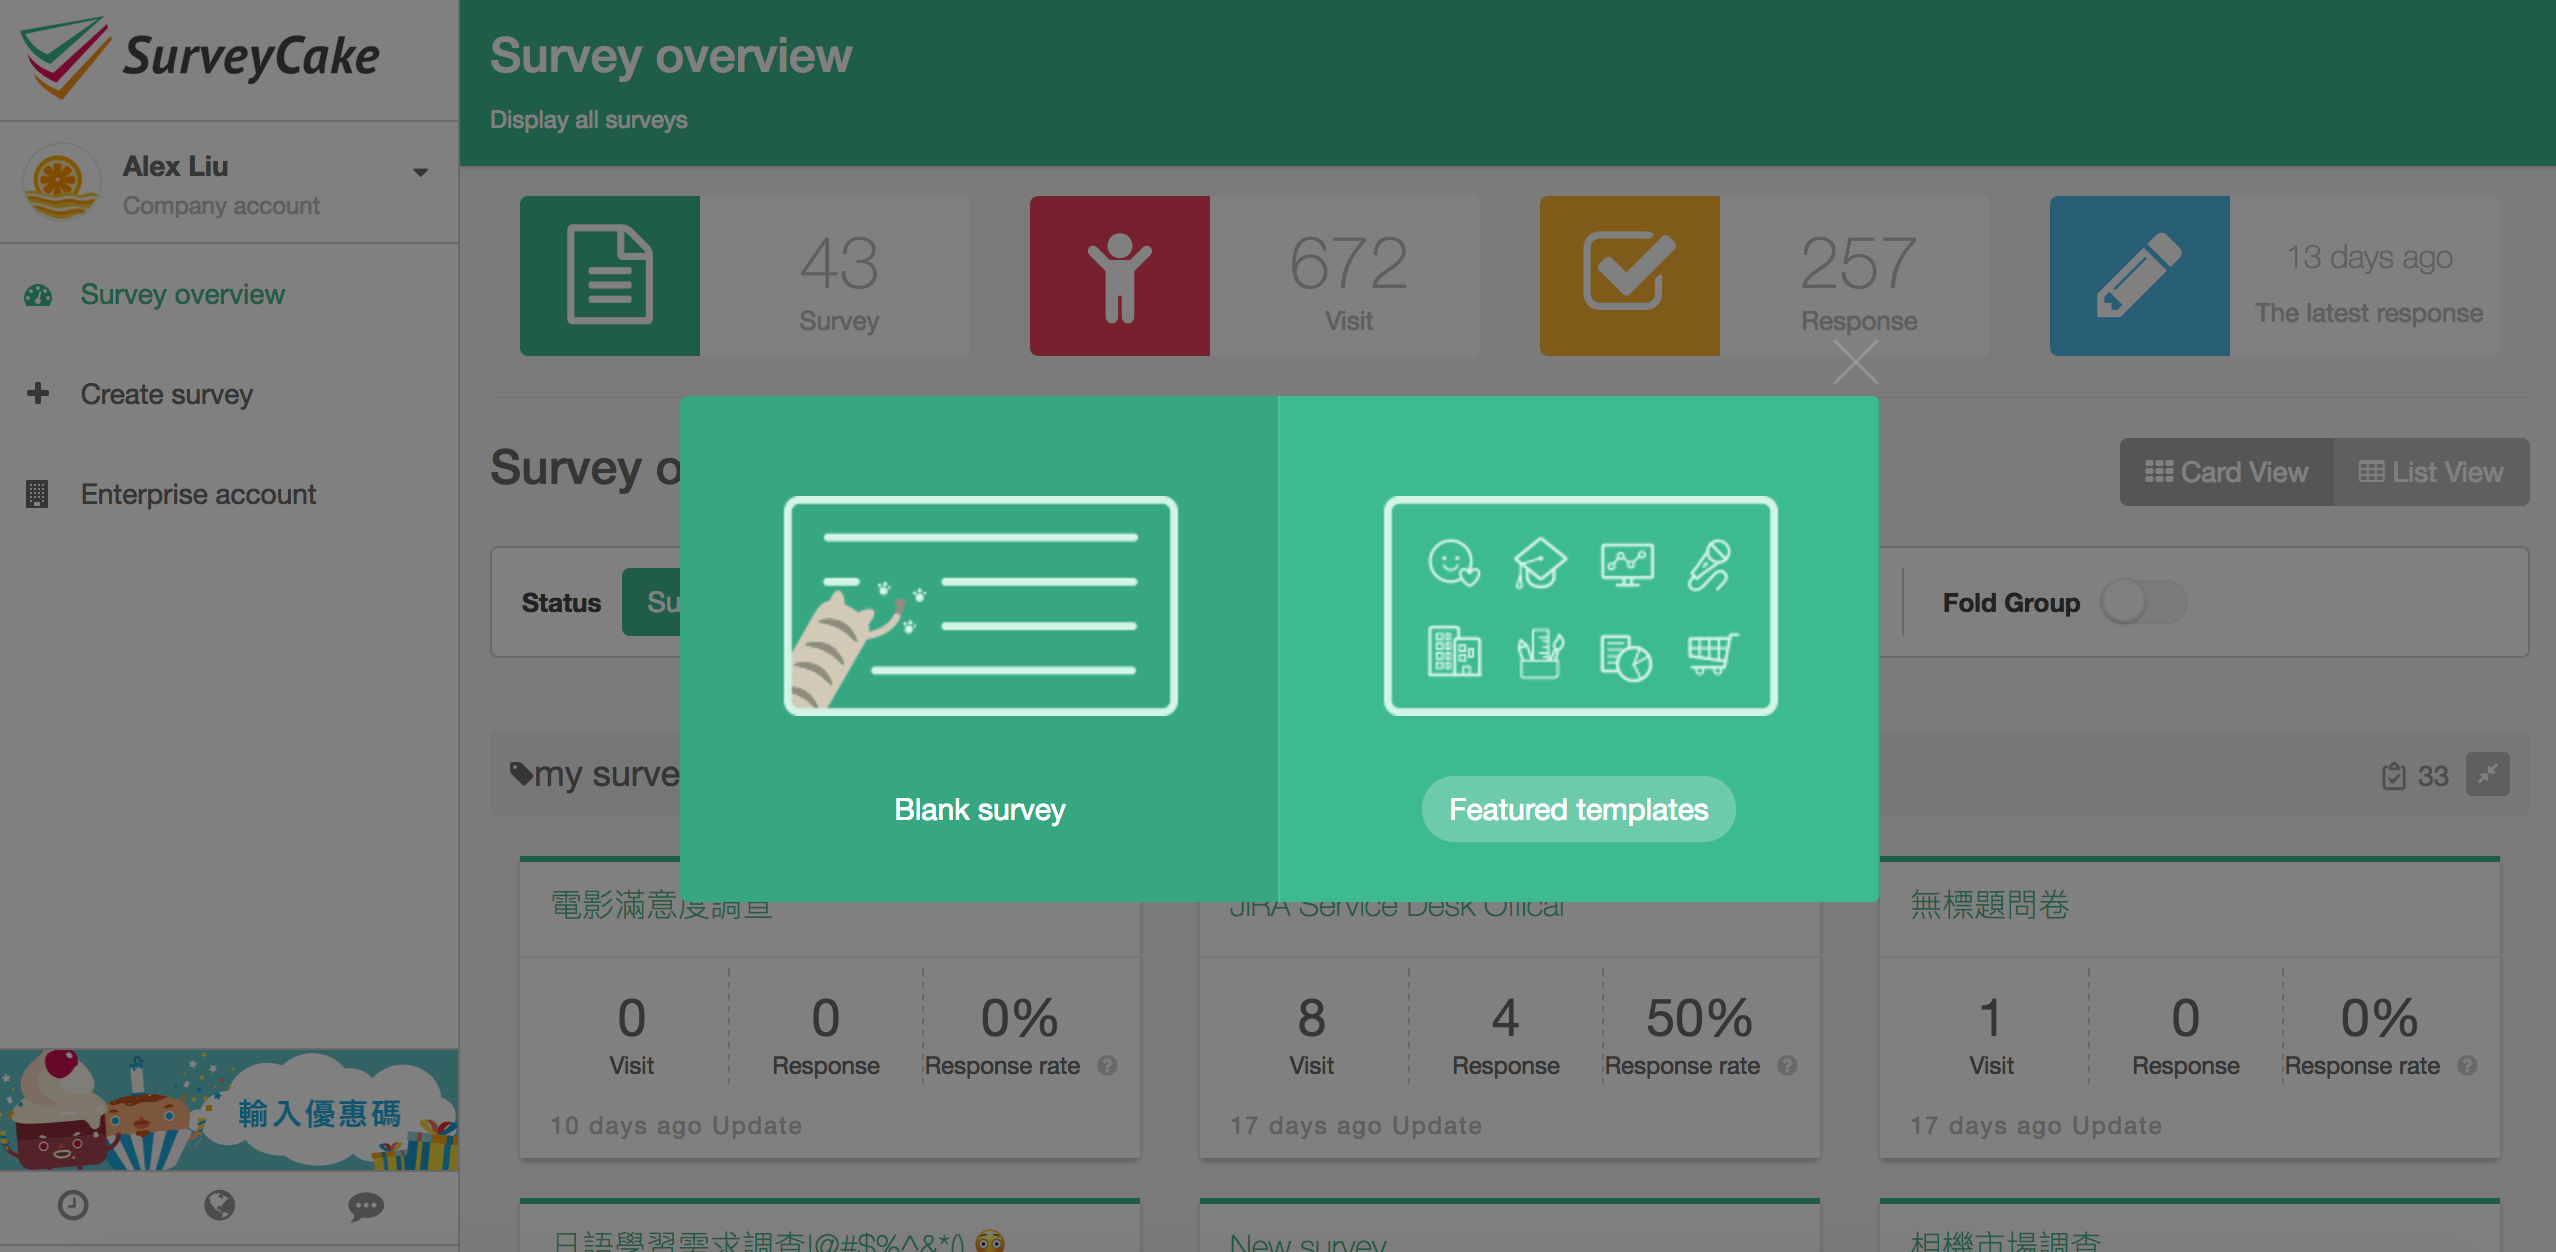 SurveyCake
Alex Liu
Company account
Survey overview
Create survey
Enterprise account
輸入優惠碼
Survey overview
Display all surveys
43
Survey
672
Visit
257
Response
13 days ago
The latest response
Survey o
Card View
List View
Status
Su
Fold Group
my surve
33
Blank survey
Featured templates
電影滿意度調查
0
Visit
0
Response
0%
Response rate
?
10 days ago Update
JIRA Service Desk Offical
8
Visit
4
Response
50%
Response rate
?
17 days ago Update
無標題問卷
1
Visit
0
Response
0%
Response rate
?
17 days ago Update
日語學習需求調查!@#$%^&*() 😳
New survey
相機市場調查